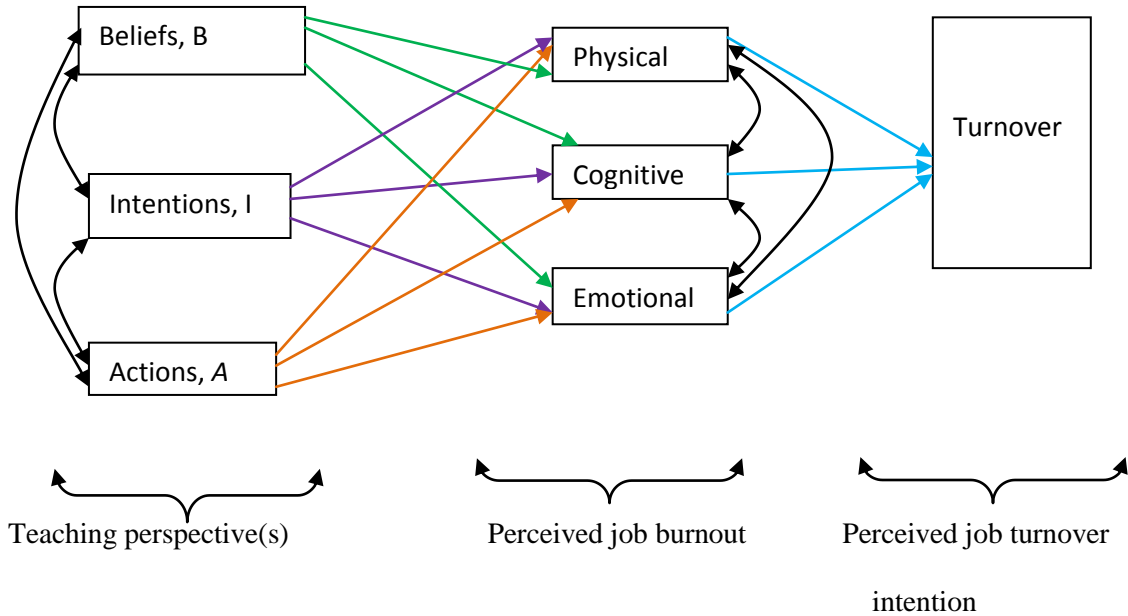 Beliefs, B
Physical
Turnover
Cognitive
Intentions, I
Emotional
Actions, A
Teaching perspective(s)
Perceived job burnout
Perceived job turnover
intention